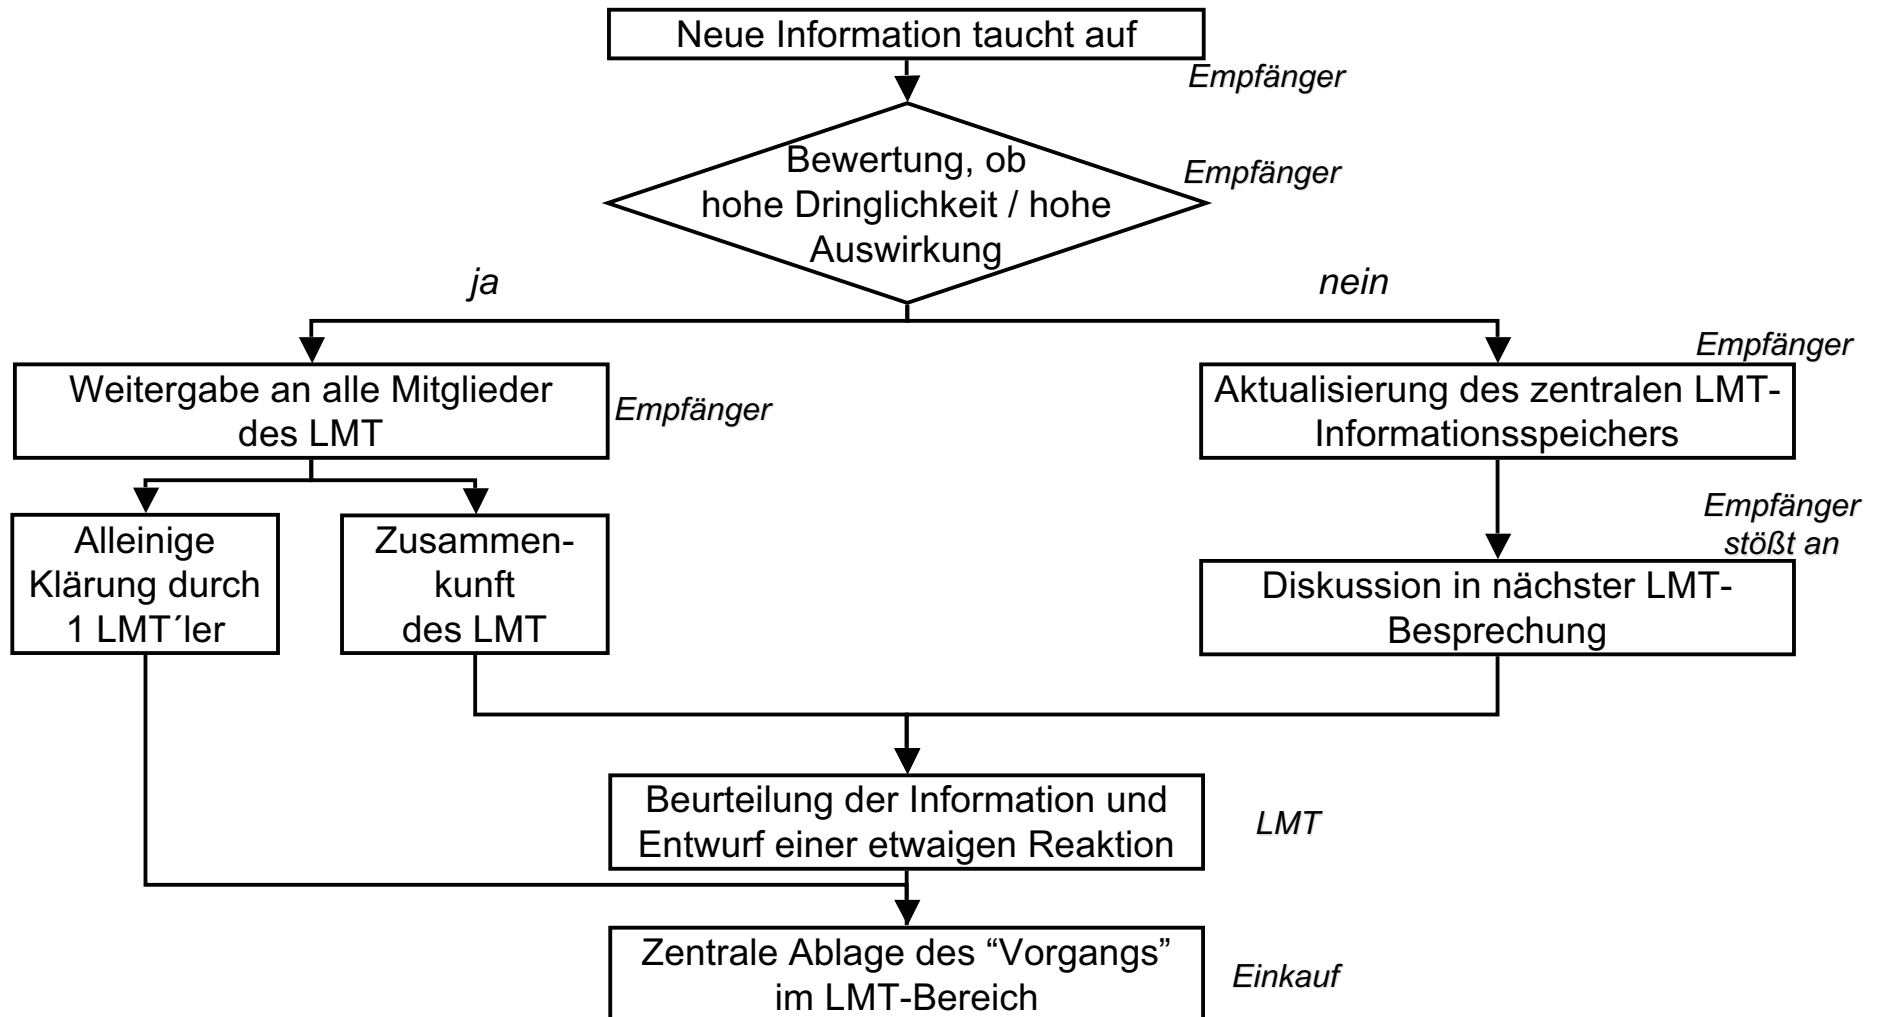 Neue Information taucht auf
Empfänger
Bewertung, ob
hohe Dringlichkeit / hohe
Auswirkung
Empfänger
ja
nein
Weitergabe an alle Mitglieder
des LMT
Empfänger
Empfänger
Aktualisierung des zentralen LMT-
Informationsspeichers
Alleinige
Klärung durch
1 LMT´ler
Zusammen-
kunft
des LMT
Empfänger
stößt an
Diskussion in nächster LMT-
Besprechung
Beurteilung der Information und
Entwurf einer etwaigen Reaktion
LMT
Zentrale Ablage des “Vorgangs”
im LMT-Bereich
Einkauf